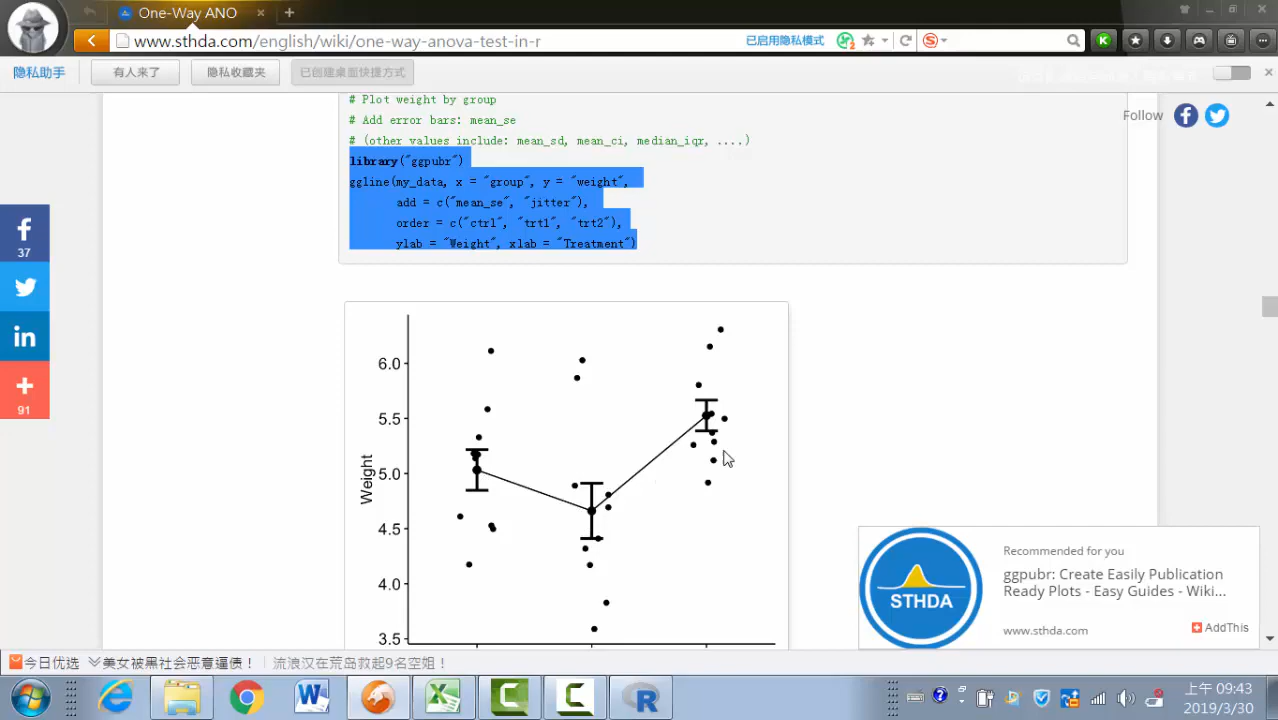 One-Way ANO
www.sthda.com/english/wiki/one-way-anova-test-in-r
已启用隐私模式
隐私助手
有人来了
隐私收藏夹
已创建桌面快捷方式
# Plot weight by group
# Add error bars: mean_se
# (other values include: mean_sd, mean_ci, median_iqr, ....)
library("ggpubr")
ggline(my_data, x = "group", y = "weight",
add = c("mean_se", "jitter"),
order = c("ctrl", "trt1", "trt2"),
ylab = "Weight", xlab = "Treatment")
Follow
37
91
Weight
6.0
5.5
5.0
4.5
4.0
3.5
STHDA
Recommended for you
ggpubr: Create Easily Publication
Ready Plots - Easy Guides - Wiki...
www.sthda.com
AddThis
今日优选
美女被黑社会恶意逼债！
流浪汉在荒岛救起9名空姐！
上午 09:43
2019/3/30